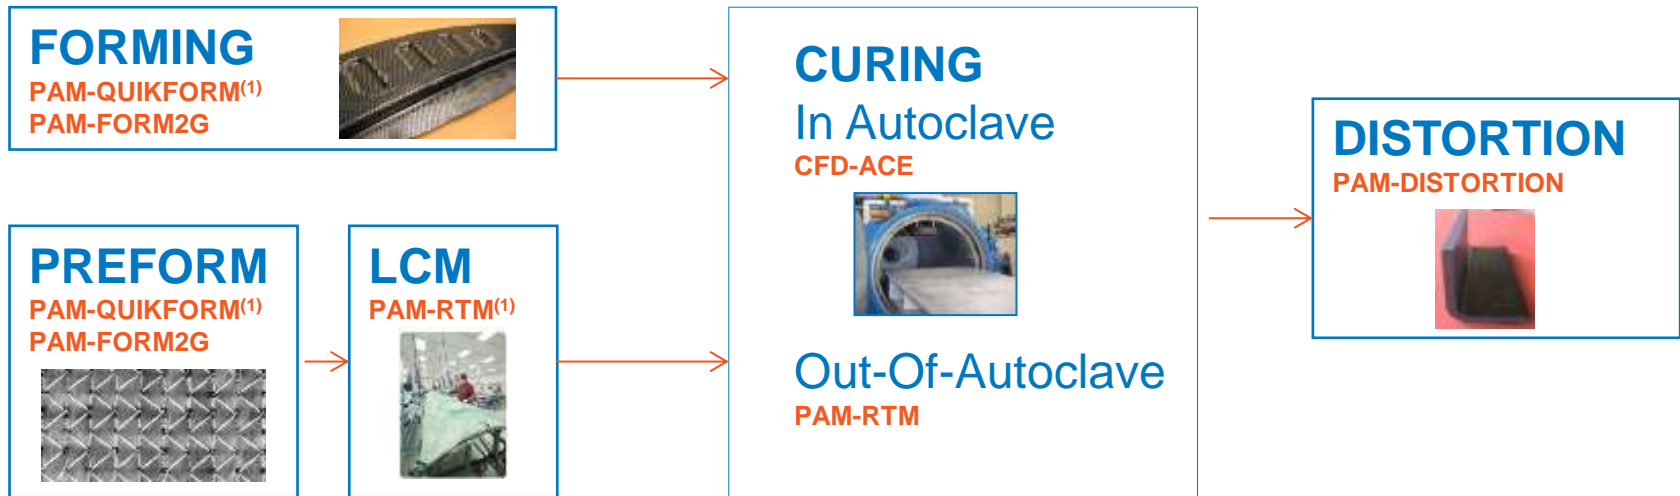 FORMING
PAM-QUIKFORM(1)
PAM-FORM2G
PREFORM
PAM-QUIKFORM(1)
PAM-FORM2G
LCM
PAM-RTM(1)
CURING
In Autoclave
CFD-ACE
Out-Of-Autoclave
PAM-RTM
DISTORTION
PAM-DISTORTION